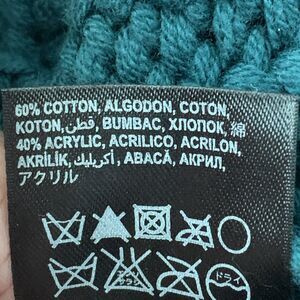 60% COTTON, ALGODON, COTON,
KOTON, قطن, BUMBAC, ХЛОПОК, 綿
40% ACRYLIC, ACRILICO, ACRILON,
AKRİLİK, أكريليك, ABACĂ, АКРИЛ,
アクリル
ドライ